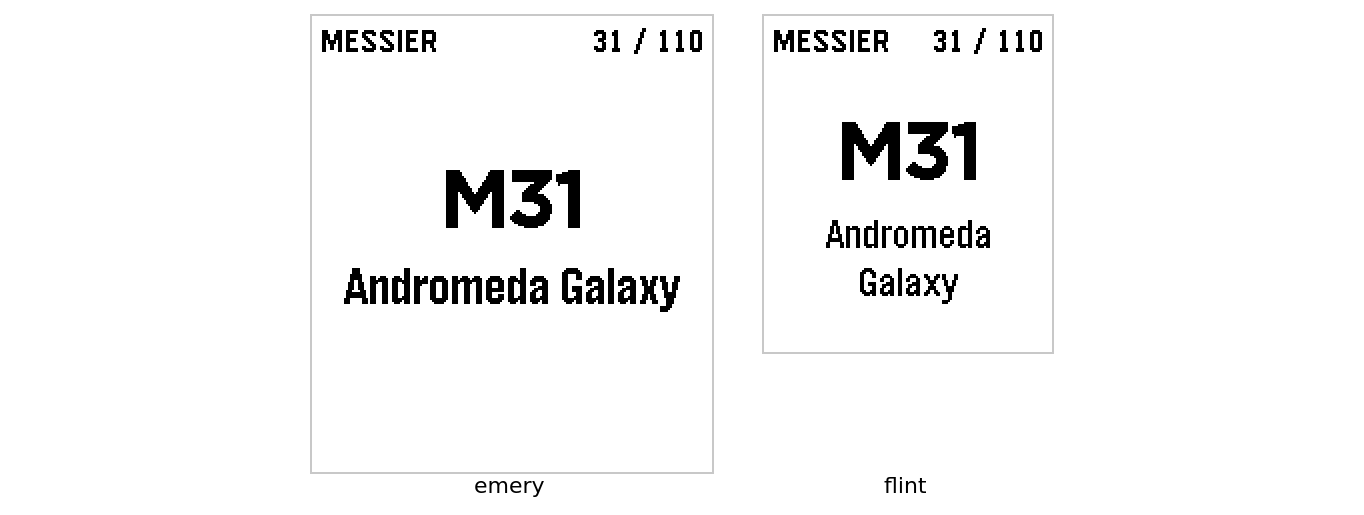 MESSIER 31 / 110
M31
Andromeda Galaxy
emery
MESSIER 31 / 110
M31
Andromeda
Galaxy
flint